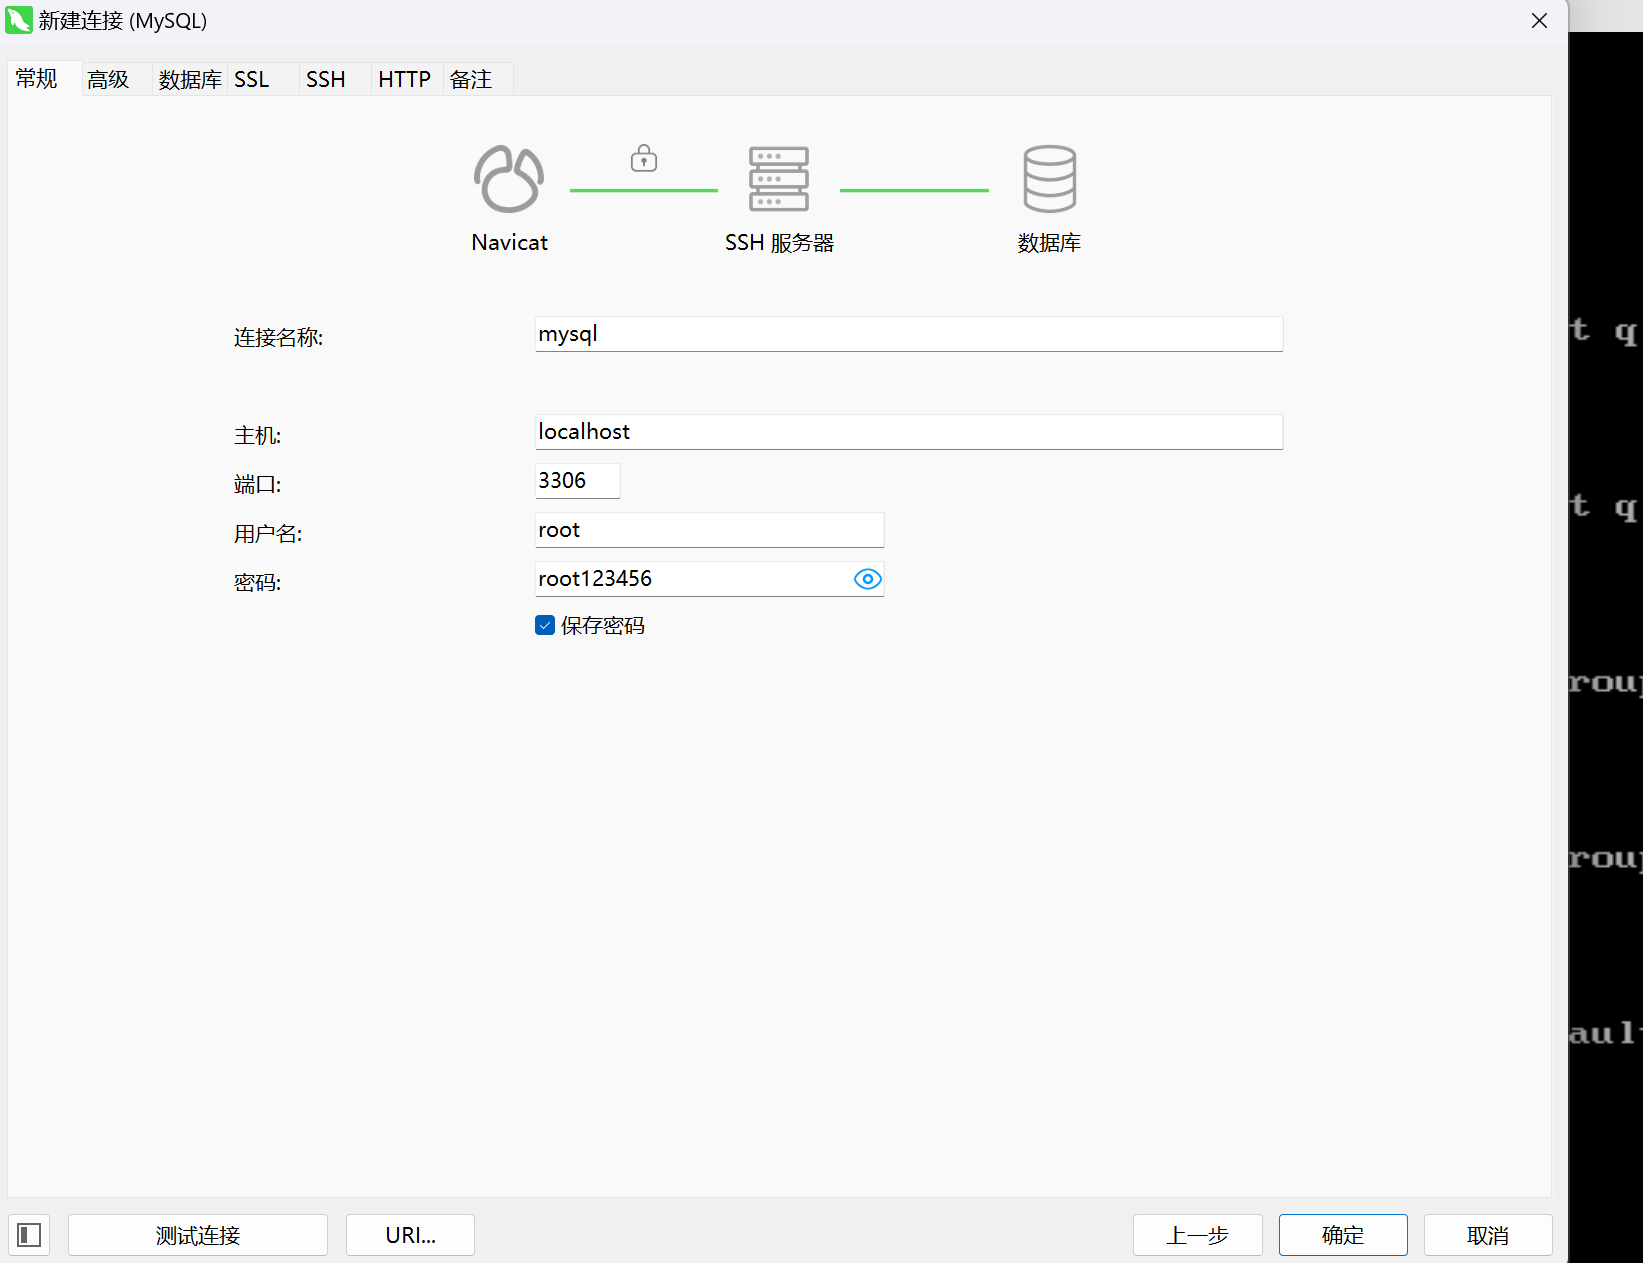 新建连接 (MySQL)
常规 高级 数据库 SSL SSH HTTP 备注
Navicat SSH 服务器 数据库
连接名称: mysql
主机: localhost
端口: 3306
用户名: root
密码: root123456
保存密码
t q
t q
rou
rou
aul
测试连接 URI... 上一步 确定 取消